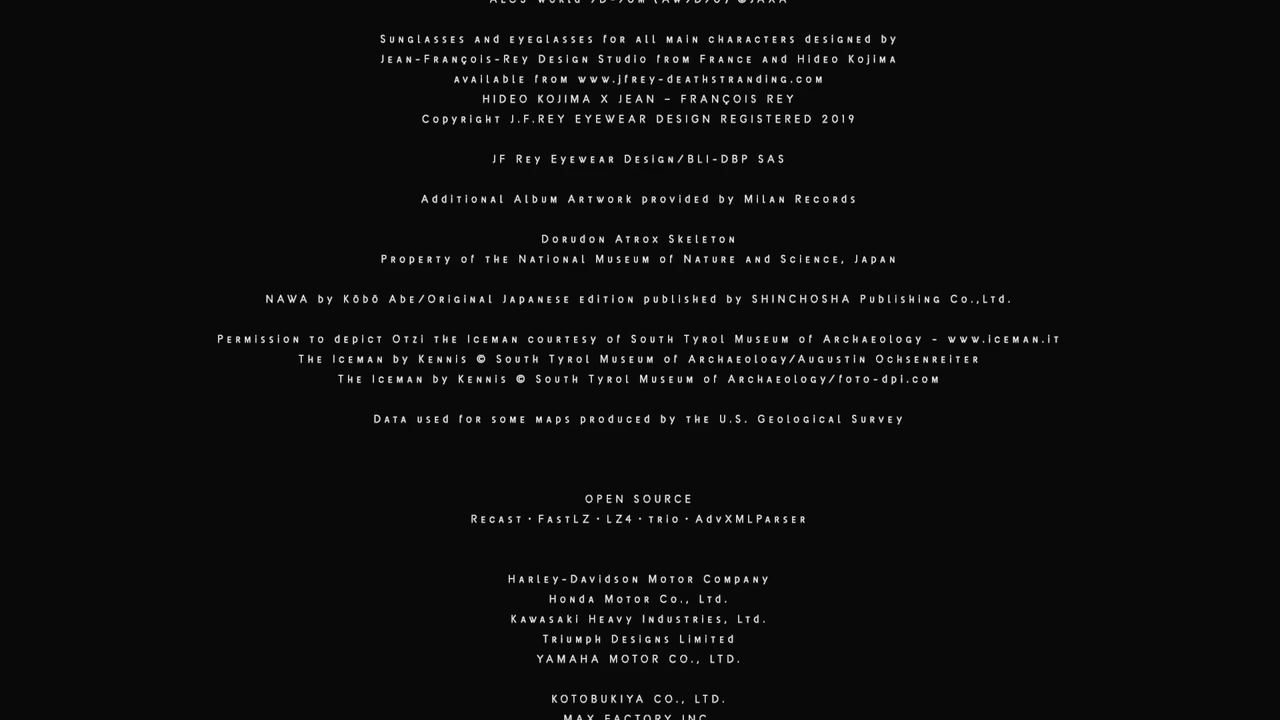 Sunglasses and eyeglasses for all main characters designed by
Jean-François-Rey Design Studio from France and Hideo Kojima
available from www.jfrey-deathstranding.com
HIDEO KOJIMA X JEAN – FRANÇOIS REY
Copyright J.F.REY EYEWEAR DESIGN REGISTERED 2019
JF Rey Eyewear Design/BLI-DBP SAS
Additional Album Artwork provided by Milan Records
Dorudon Atrox Skeleton
Property of the National Museum of Nature and Science, Japan
NAWA by Kōbō Abe/Original Japanese edition published by SHINCHOSHA Publishing Co.,Ltd.
Permission to depict Otzi the Iceman courtesy of South Tyrol Museum of Archaeology - www.iceman.it
The Iceman by Kennis © South Tyrol Museum of Archaeology/Augustin Ochsenreiter
The Iceman by Kennis © South Tyrol Museum of Archaeology/foto-dpi.com
Data used for some maps produced by the U.S. Geological Survey
OPEN SOURCE
Recast・FastLZ・LZ4・trio・AdvXMLParser
Harley-Davidson Motor Company
Honda Motor Co., Ltd.
Kawasaki Heavy Industries, Ltd.
Triumph Designs Limited
YAMAHA MOTOR CO., LTD.
KOTOBUKIYA CO., LTD.
MAX FACTORY INC